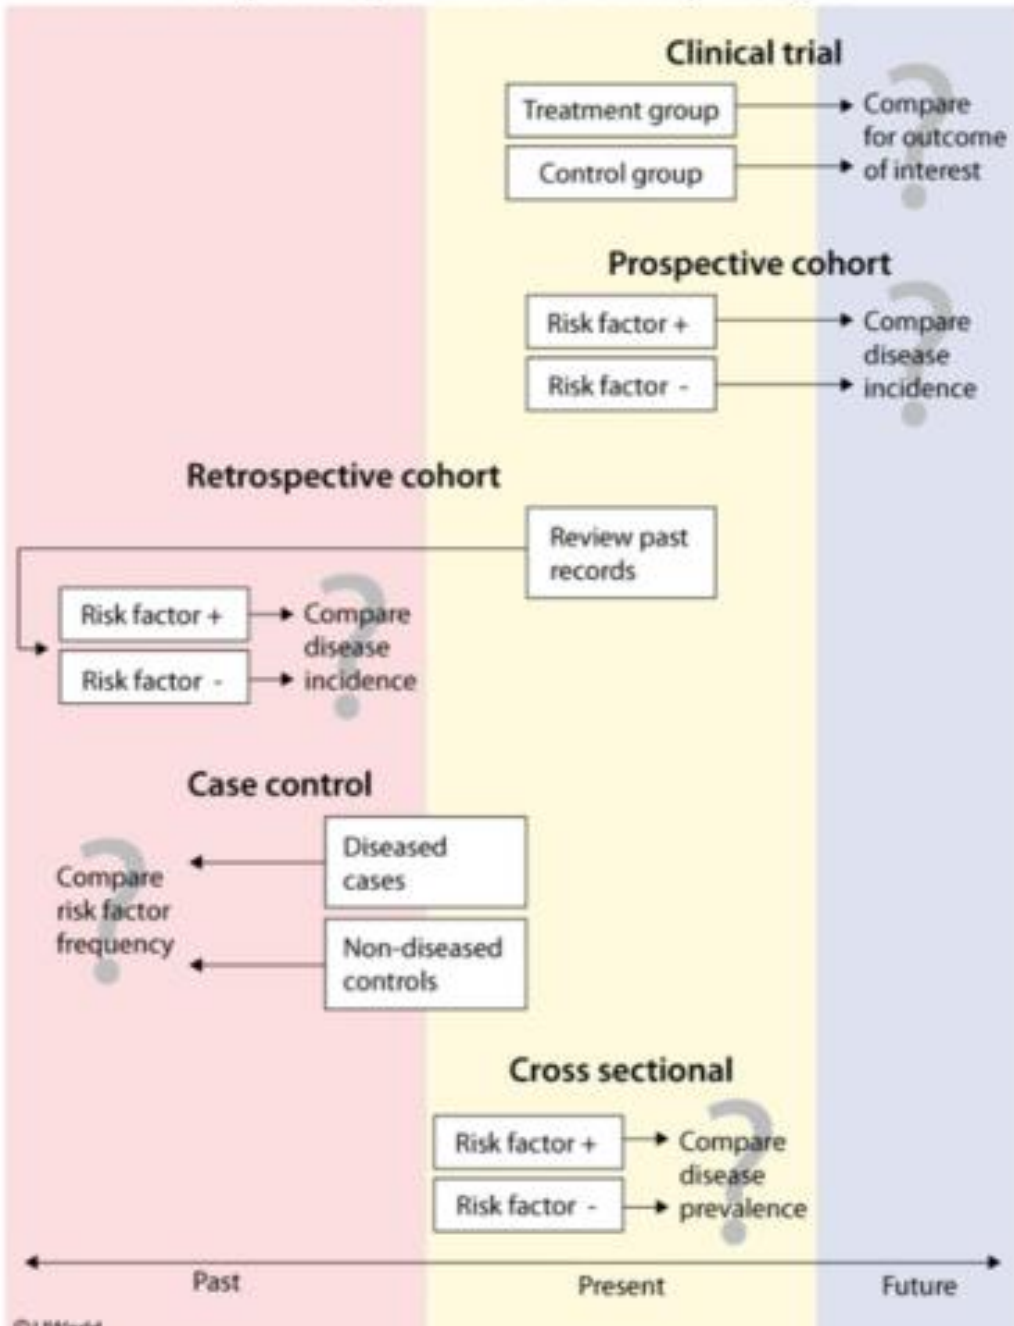 Clinical trial
Treatment group
Control group
Compare
for outcome
of interest
Prospective cohort
Risk factor +
Risk factor -
Compare
disease
incidence
Retrospective cohort
Review past
records
Risk factor +
Risk factor -
Compare
disease
incidence
Case control
Diseased
cases
Non-diseased
controls
Compare
risk factor
frequency
Cross sectional
Risk factor +
Risk factor -
Compare
disease
prevalence
Past
Present
Future